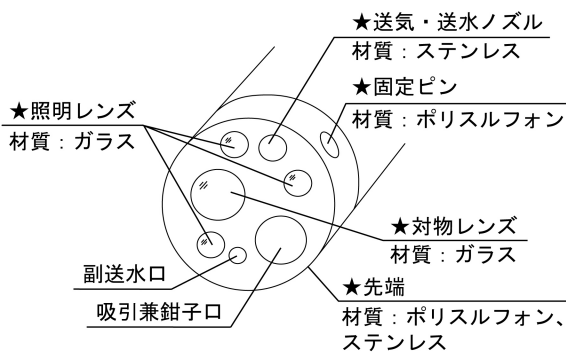 ★送気・送水ノズル
材質：ステンレス
★固定ピン
材質：ポリスルフォン
★照明レンズ
材質：ガラス
★対物レンズ
材質：ガラス
副送水口
吸引兼鉗子口
★先端
材質：ポリスルフォン、
ステンレス